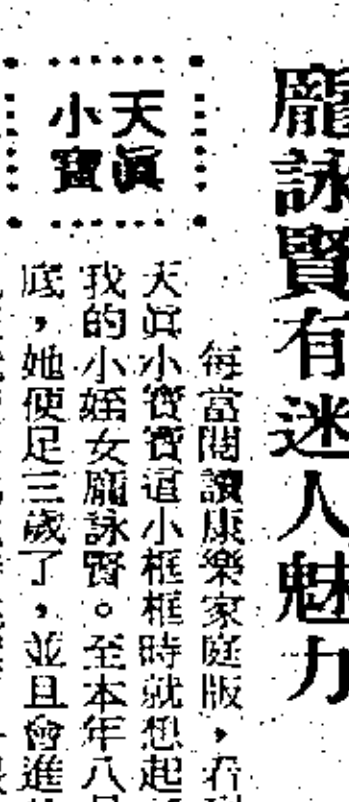 龐詠賢有迷人魅力
天眞
小寶
每當閱讀康樂家庭版，看
天眞小寶寶這小框框時就想起
我的小姪女龐詠賢。至本年八月
底，她便足三歲了，並且會進